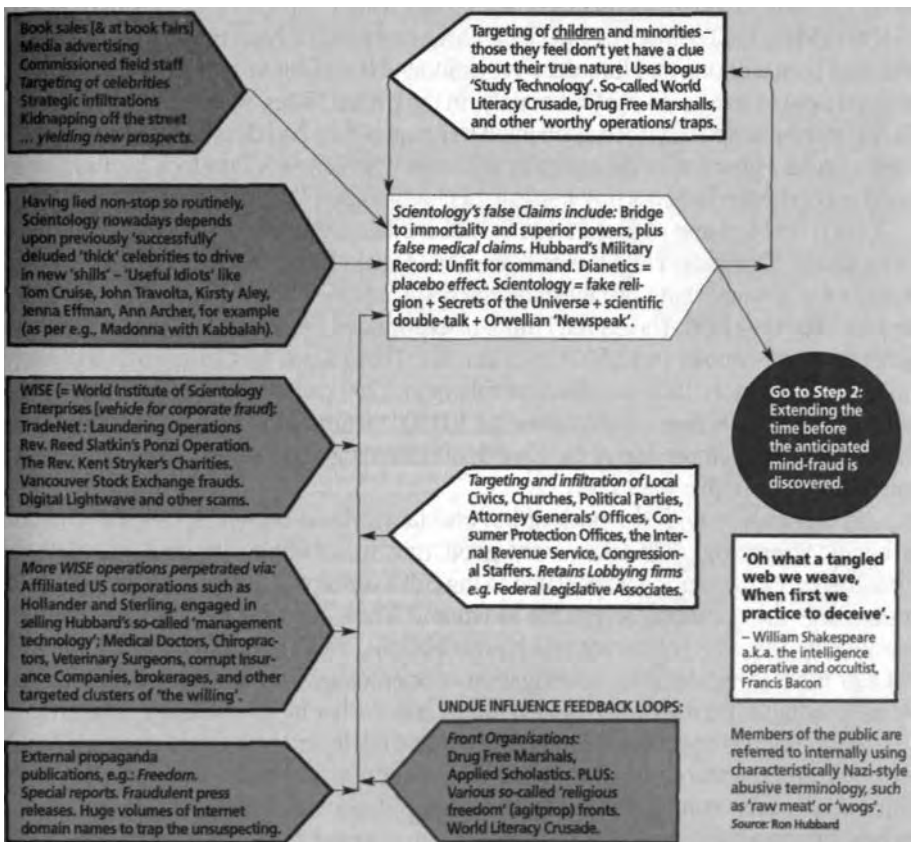 Book sales [& at book fairs]
Media advertising
Commissioned field staff
Targeting of celebrities
Strategic infiltrations
Kidnapping off the street
... yielding new prospects.
Targeting of children and minorities –
those they feel don't yet have a clue
about their true nature. Uses bogus
'Study Technology'. So-called World
Literacy Crusade, Drug Free Marshalls,
and other 'worthy' operations/ traps.
Having lied non-stop so routinely,
Scientology nowadays depends
upon previously 'successfully'
deluded 'thick' celebrities to drive
in new 'shills' – 'Useful Idiots' like
Tom Cruise, John Travolta, Kirsty Aley,
Jenna Effman, Ann Archer, for example
(as per e.g., Madonna with Kabbalah).
Scientology's false Claims include: Bridge
to immortality and superior powers, plus
false medical claims. Hubbard's Military
Record: Unfit for command. Dianetics =
placebo effect. Scientology = fake reli-
gion + Secrets of the Universe + scientific
double-talk + Orwellian 'Newspeak'.
WISE [= World Institute of Scientology
Enterprises [vehicle for corporate fraud]:
TradeNet : Laundering Operations
Rev. Reed Slatkin's Ponzi Operation.
The Rev. Kent Stryker's Charities.
Vancouver Stock Exchange frauds.
Digital Lightwave and other scams.
Go to Step 2:
Extending the
time before
the anticipated
mind-fraud is
discovered.
Targeting and infiltration of Local
Civics, Churches, Political Parties,
Attorney Generals' Offices, Con-
sumer Protection Offices, the Inter
nal Revenue Service, Congression-
al Staffers. Retains Lobbying firms
e.g. Federal Legislative Associates.
More WISE operations perpetrated via:
Affiliated US corporations such as
Hollander and Sterling, engaged in
selling Hubbard's so-called 'management
technology'; Medical Doctors, Chiroprac-
tors, Veterinary Surgeons, corrupt Insur-
ance Companies, brokerages, and other
targeted clusters of 'the willing'.
'Oh what a tangled
web we weave,
When first we
practice to deceive'.
– William Shakespeare
a.k.a. the intelligence
operative and occultist,
Francis Bacon
UNDUE INFLUENCE FEEDBACK LOOPS:
Front Organisations:
Drug Free Marshals,
Applied Scholastics. PLUS:
Various so-called 'religious
freedom' (agitprop) fronts.
World Literacy Crusade.
External propaganda
publications, e.g.: Freedom.
Special reports. Fraudulent press
releases. Huge volumes of Internet
domain names to trap the unsuspecting.
Members of the public are
referred to internally using
characteristically Nazi-style
abusive terminology, such
as 'raw meat' or 'wogs'.
Source: Ron Hubbard